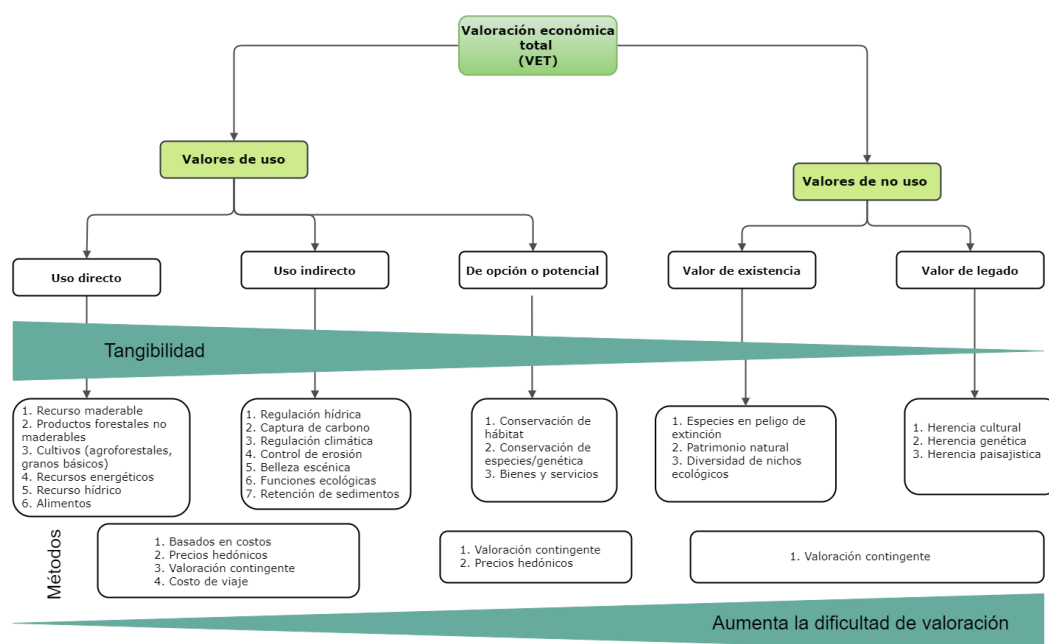 Valoración económica
total
(VET)
Valores de uso
Valores de no uso
Uso directo
Uso indirecto
De opción o potencial
Valor de existencia
Valor de legado
Tangibilidad
1. Recurso maderable
2. Productos forestales no
maderables
3. Cultivos (agroforestales,
granos básicos)
4. Recursos energéticos
5. Recurso hídrico
6. Alimentos
1. Regulación hídrica
2. Captura de carbono
3. Regulación climática
4. Control de erosión
5. Belleza escénica
6. Funciones ecológicas
7. Retención de sedimentos
1. Conservación de
hábitat
2. Conservación de
especies/genética
3. Bienes y servicios
1. Especies en peligo de
extinción
2. Patrimonio natural
3. Diversidad de nichos
ecológicos
1. Herencia cultural
2. Herencia genética
3. Herencia paisajistica
Métodos
1. Basados en costos
2. Precios hedónicos
3. Valoración contingente
4. Costo de viaje
1. Valoración contingente
2. Precios hedónicos
1. Valoración contingente
Aumenta la dificultad de valoración